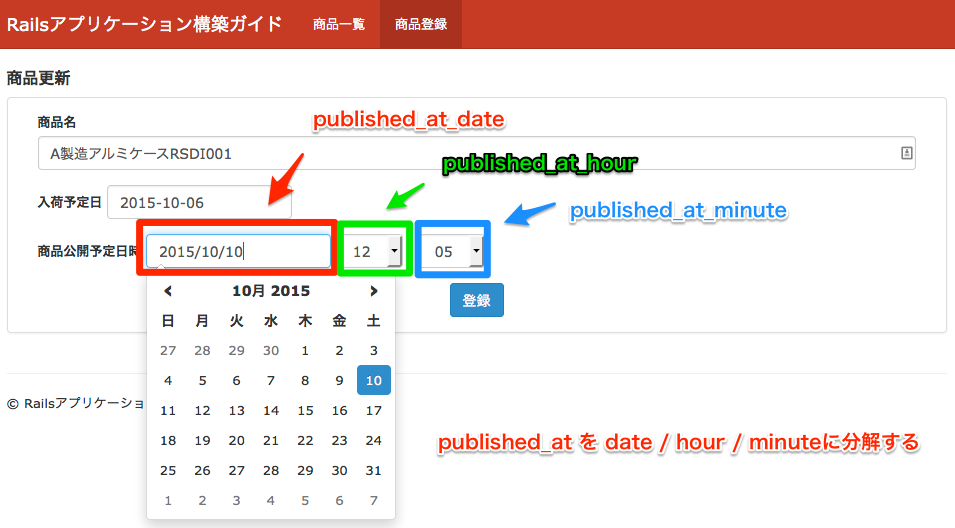 Railsアプリケーション構築ガイド 商品一覧 商品登録
商品更新
商品名
published_at_date
A製造アルミケースRSDI001
published_at_hour
入荷予定日 2015-10-06
published_at_minute
商品公開予定日時 2015/10/10 12 05
‹ 10月 2015 ›
登録
日 月 火 水 木 金 土
27 28 29 30 1 2 3
4 5 6 7 8 9 10
11 12 13 14 15 16 17
18 19 20 21 22 23 24
25 26 27 28 29 30 31
1 2 3 4 5 6 7
© Railsアプリケーショ
published_at を date / hour / minuteに分解する